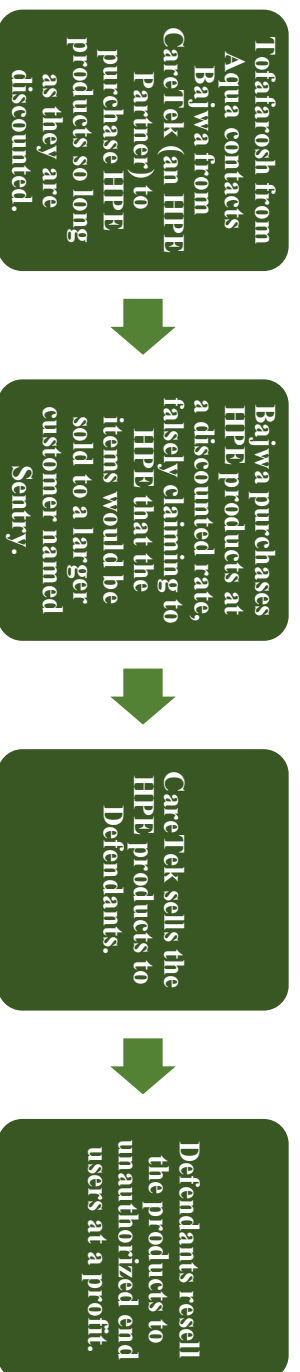 Tofafarosh from
Aqua contacts
Bajwa from
CareTek (an HPE
Partner) to
purchase HPE
products so long
as they are
discounted.
Bajwa purchases
HPE products at
a discounted rate,
falsely claiming to
HPE that the
items would be
sold to a larger
customer named
Sentry.
CareTek sells the
HPE products to
Defendants.
Defendants resell
the products to
unauthorized end
users at a profit.